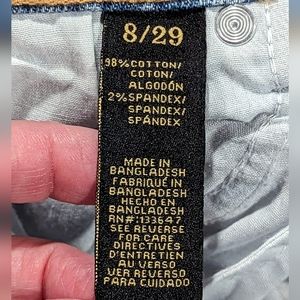 8/29
98%COTTON/
COTON/
ALGODÓN
2%SPANDEX/
SPANDEX/
SPÁNDEX
MADE IN
BANGLADESH
FABRIQUÉ IN
BANGLADESH
HECHO EN
BANGLADESH
RN#:133647
SEE REVERSE
FOR CARE
DIRECTIVES
D'ENTRETIEN
AU VERSO
VER REVERSO
PARA CUIDADO